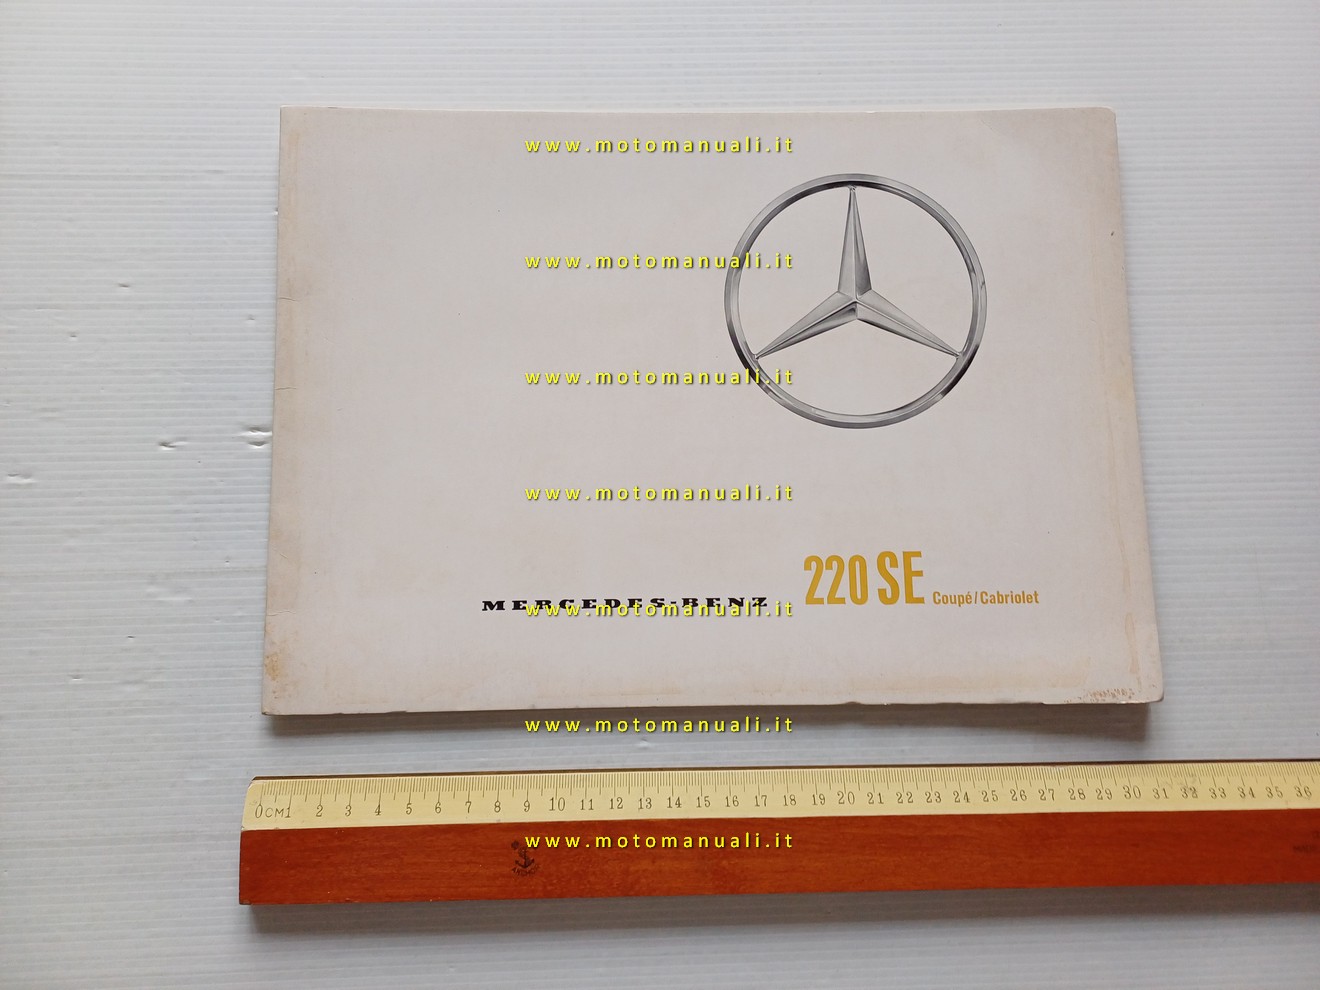 www.motomanuali.it
www.motomanuali.it
www.motomanuali.it
www.motomanuali.it
MERCEDES-BENZ 220 SE Coupé/Cabriolet
www.motomanuali.it
www.motomanuali.it
0CM1 2 3 4 5 6 7 8 9 10 11 12 13 14 15 16 17 18 19 20 21 22 23 24 25 26 27 28 29 30 31 32 33 34 35 36
www.motomanuali.it